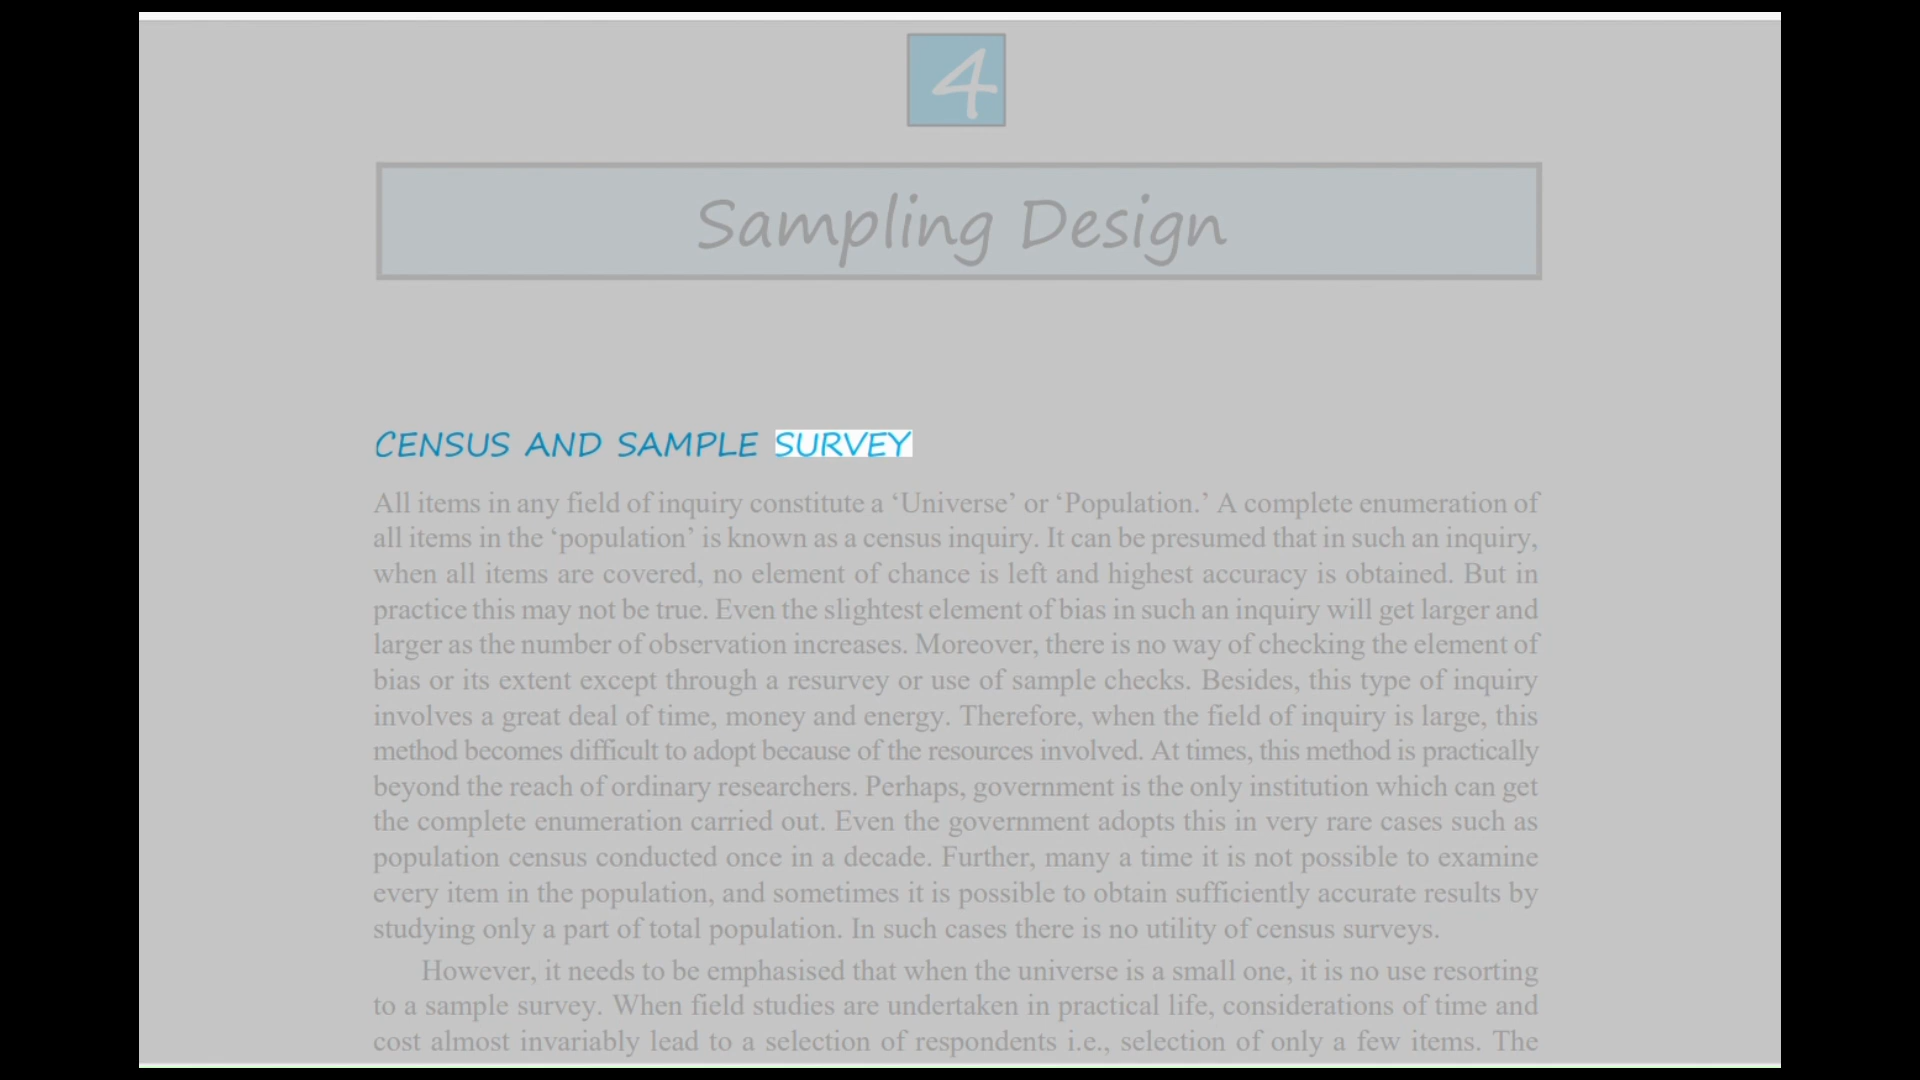 4
Sampling Design
CENSUS AND SAMPLE SURVEY
All items in any field of inquiry constitute a ‘Universe’ or ‘Population.’ A complete enumeration of
all items in the ‘population’ is known as a census inquiry. It can be presumed that in such an inquiry,
when all items are covered, no element of chance is left and highest accuracy is obtained. But in
practice this may not be true. Even the slightest element of bias in such an inquiry will get larger and
larger as the number of observation increases. Moreover, there is no way of checking the element of
bias or its extent except through a resurvey or use of sample checks. Besides, this type of inquiry
involves a great deal of time, money and energy. Therefore, when the field of inquiry is large, this
method becomes difficult to adopt because of the resources involved. At times, this method is practically
beyond the reach of ordinary researchers. Perhaps, government is the only institution which can get
the complete enumeration carried out. Even the government adopts this in very rare cases such as
population census conducted once in a decade. Further, many a time it is not possible to examine
every item in the population, and sometimes it is possible to obtain sufficiently accurate results by
studying only a part of total population. In such cases there is no utility of census surveys.
However, it needs to be emphasised that when the universe is a small one, it is no use resorting
to a sample survey. When field studies are undertaken in practical life, considerations of time and
cost almost invariably lead to a selection of respondents i.e., selection of only a few items. The